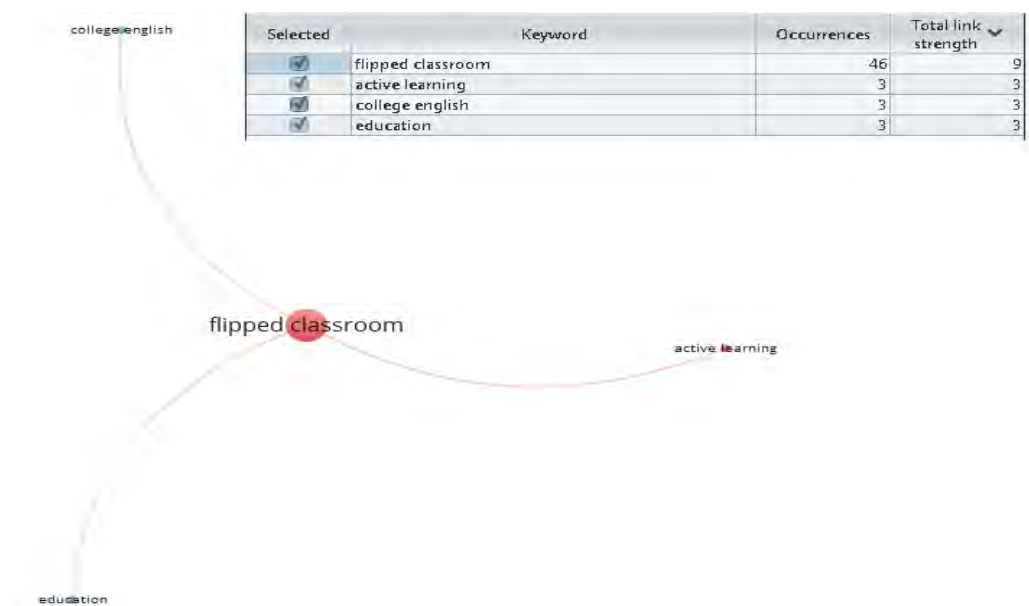 college english
Selected Keyword Occurrences Total link strength
flipped classroom 46 9
active learning 3 3
college english 3 3
education 3 3
flipped classroom
active learning
education